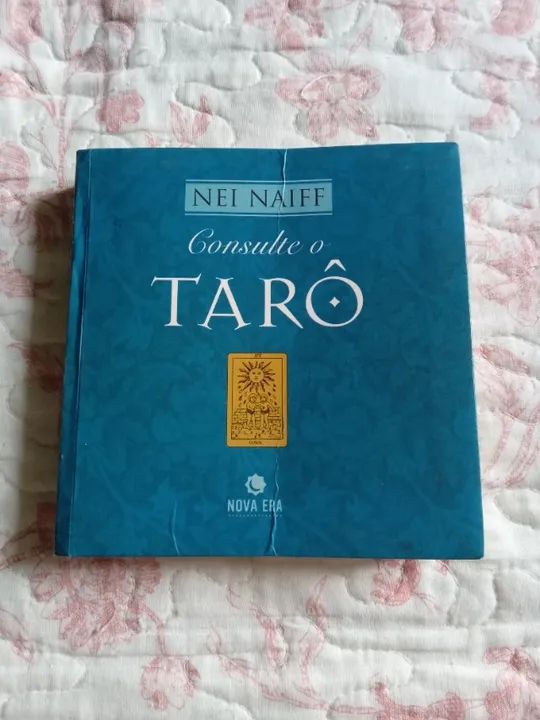 NEI NAIFF
Consulte o
TARÔ
NOVA ERA